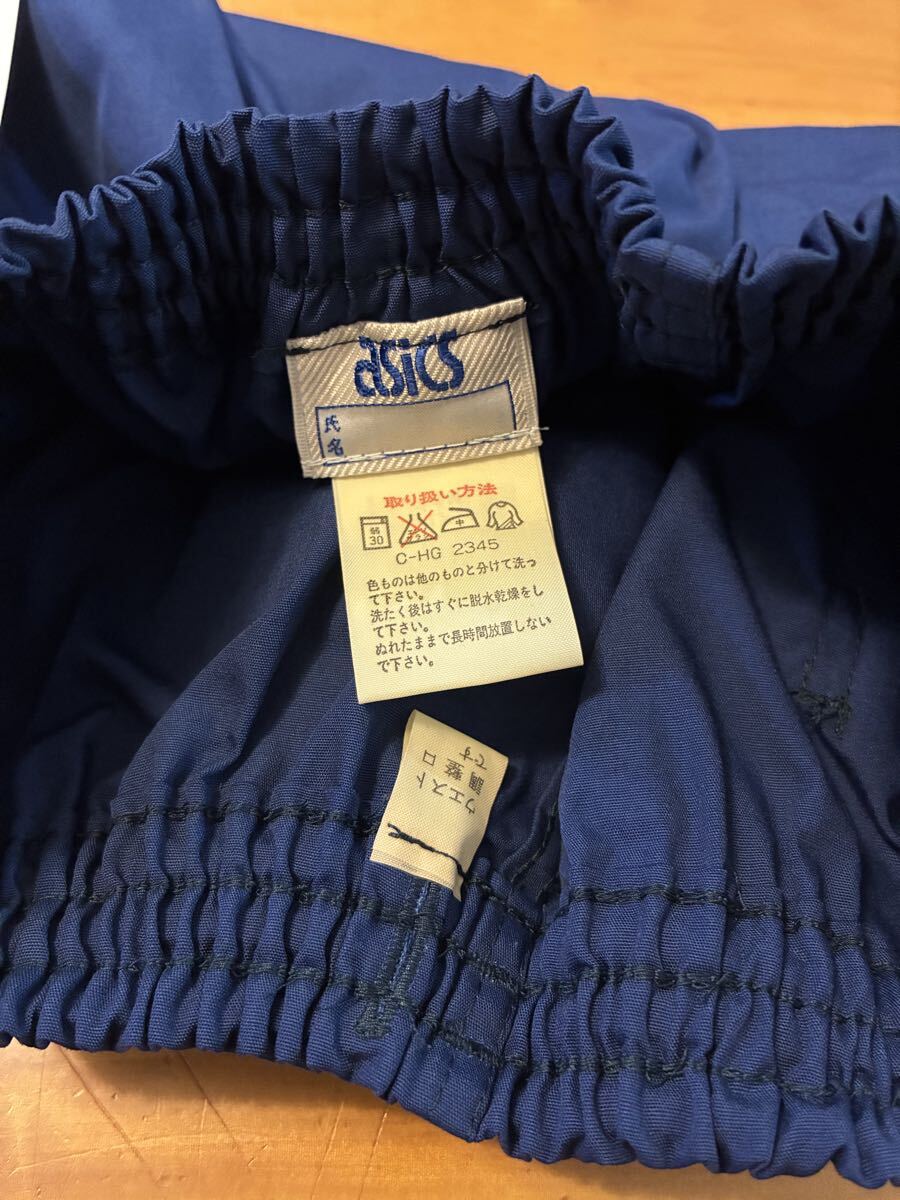 asics
氏名
取り扱い方法
弱
30
中
C-HG 2345
色ものは他のものと分けて洗っ
て下さい。
洗たく後はすぐに脱水乾燥をし
て下さい。
ぬれたままで長時間放置しない
で下さい。
ウエスト
調整口
です